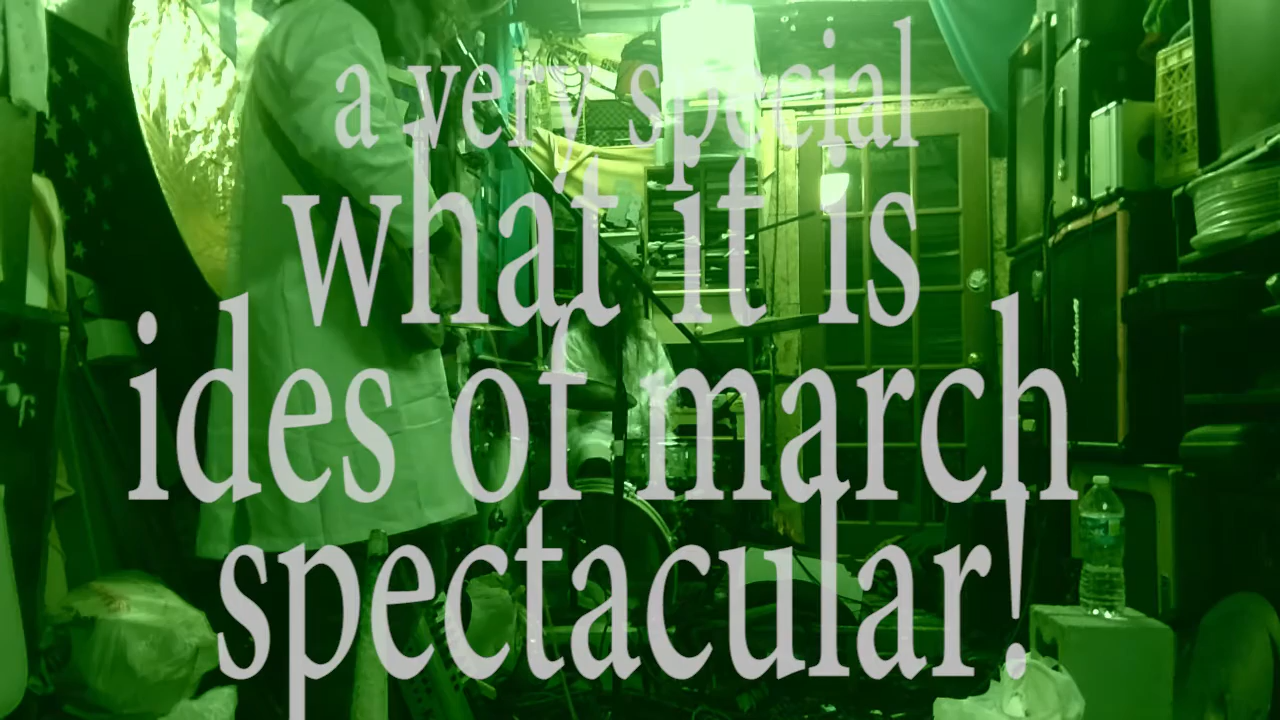 a very special
what it is
ides of march
spectacular!